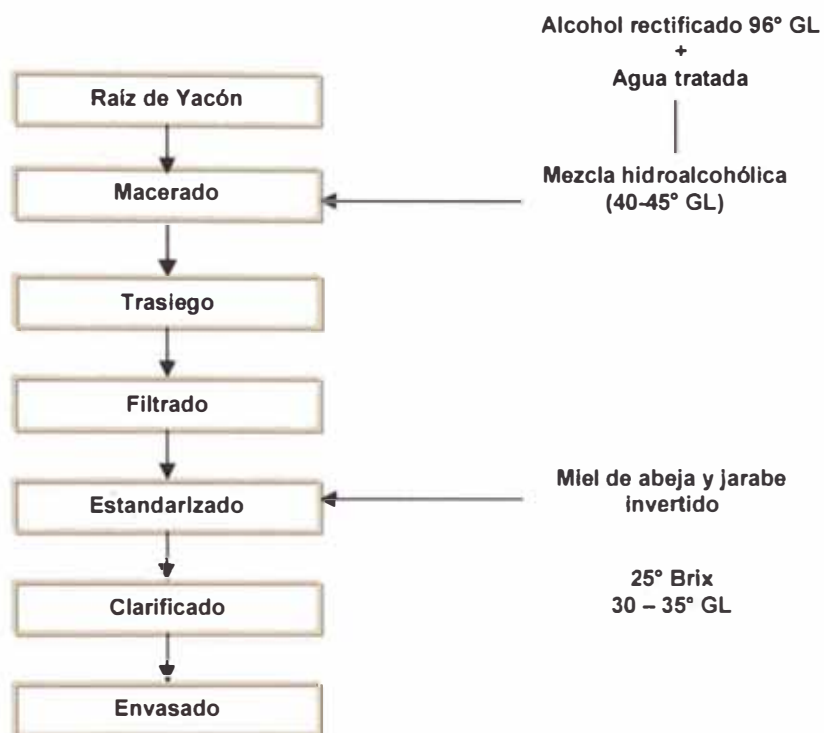 Alcohol rectificado 96° GL
+
Agua tratada
Raíz de Yacón
Mezcla hidroalcohólica
(40-45° GL)
Macerado
Trasiego
Filtrado
Miel de abeja y jarabe
invertido
Estandarizado
25° Brix
30 – 35° GL
Clarificado
Envasado